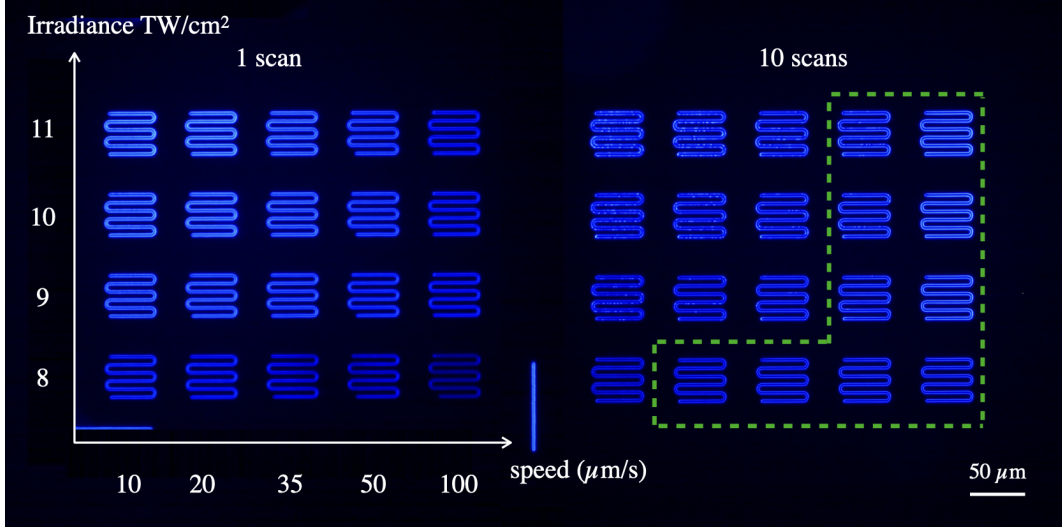 Irradiance TW/cm²
1 scan
10 scans
11
10
9
8
10 20 35 50 100
speed (µm/s)
50 µm